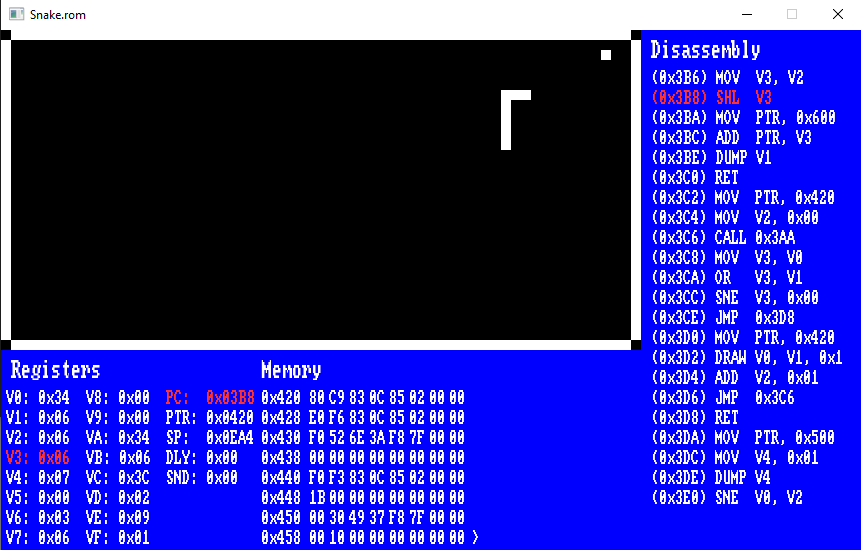 Snake.rom
Disassembly
(0x3B6) MOV V3, V2
(0x3B8) SHL V3
(0x3BA) MOV PTR, 0x600
(0x3BC) ADD PTR, V3
(0x3BE) DUMP V1
(0x3C0) RET
(0x3C2) MOV PTR, 0x420
(0x3C4) MOV V2, 0x00
(0x3C6) CALL 0x3AA
(0x3C8) MOV V3, V0
(0x3CA) OR V3, V1
(0x3CC) SNE V3, 0x00
(0x3CE) JMP 0x3D8
(0x3D0) MOV PTR, 0x420
(0x3D2) DRAW V0, V1, 0x1
(0x3D4) ADD V2, 0x01
(0x3D6) JMP 0x3C6
(0x3D8) RET
(0x3DA) MOV PTR, 0x500
(0x3DC) MOV V4, 0x01
(0x3DE) DUMP V4
(0x3E0) SNE V0, V2
Registers
V0: 0x34 V8: 0x00 PC: 0x03B8
V1: 0x06 V9: 0x00 PTR: 0x0420
V2: 0x06 VA: 0x34 SP: 0x0EA4
V3: 0x06 VB: 0x06 DLY: 0x00
V4: 0x07 VC: 0x3C SND: 0x00
V5: 0x00 VD: 0x02
V6: 0x03 VE: 0x09
V7: 0x06 VF: 0x01
Memory
0x420 80 C9 83 0C 85 02 00 00
0x428 E0 F6 83 0C 85 02 00 00
0x430 F0 52 6E 3A F8 7F 00 00
0x438 00 00 00 00 00 00 00 00
0x440 F0 F3 83 0C 85 02 00 00
0x448 1B 00 00 00 00 00 00 00
0x450 00 30 49 37 F8 7F 00 00
0x458 00 10 00 00 00 00 00 00 >